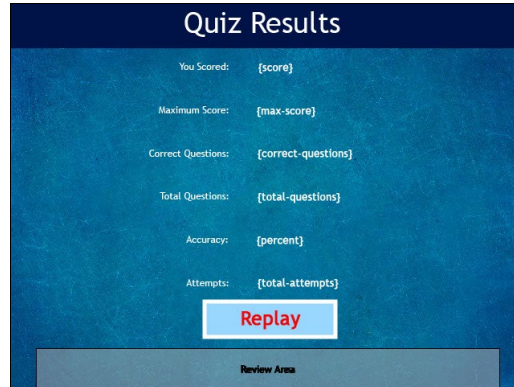 Quiz Results
You Scored: {score}
Maximum Score: {max-score}
Correct Questions: {correct-questions}
Total Questions: {total-questions}
Accuracy: {percent}
Attempts: {total-attempts}
Replay
Review Area